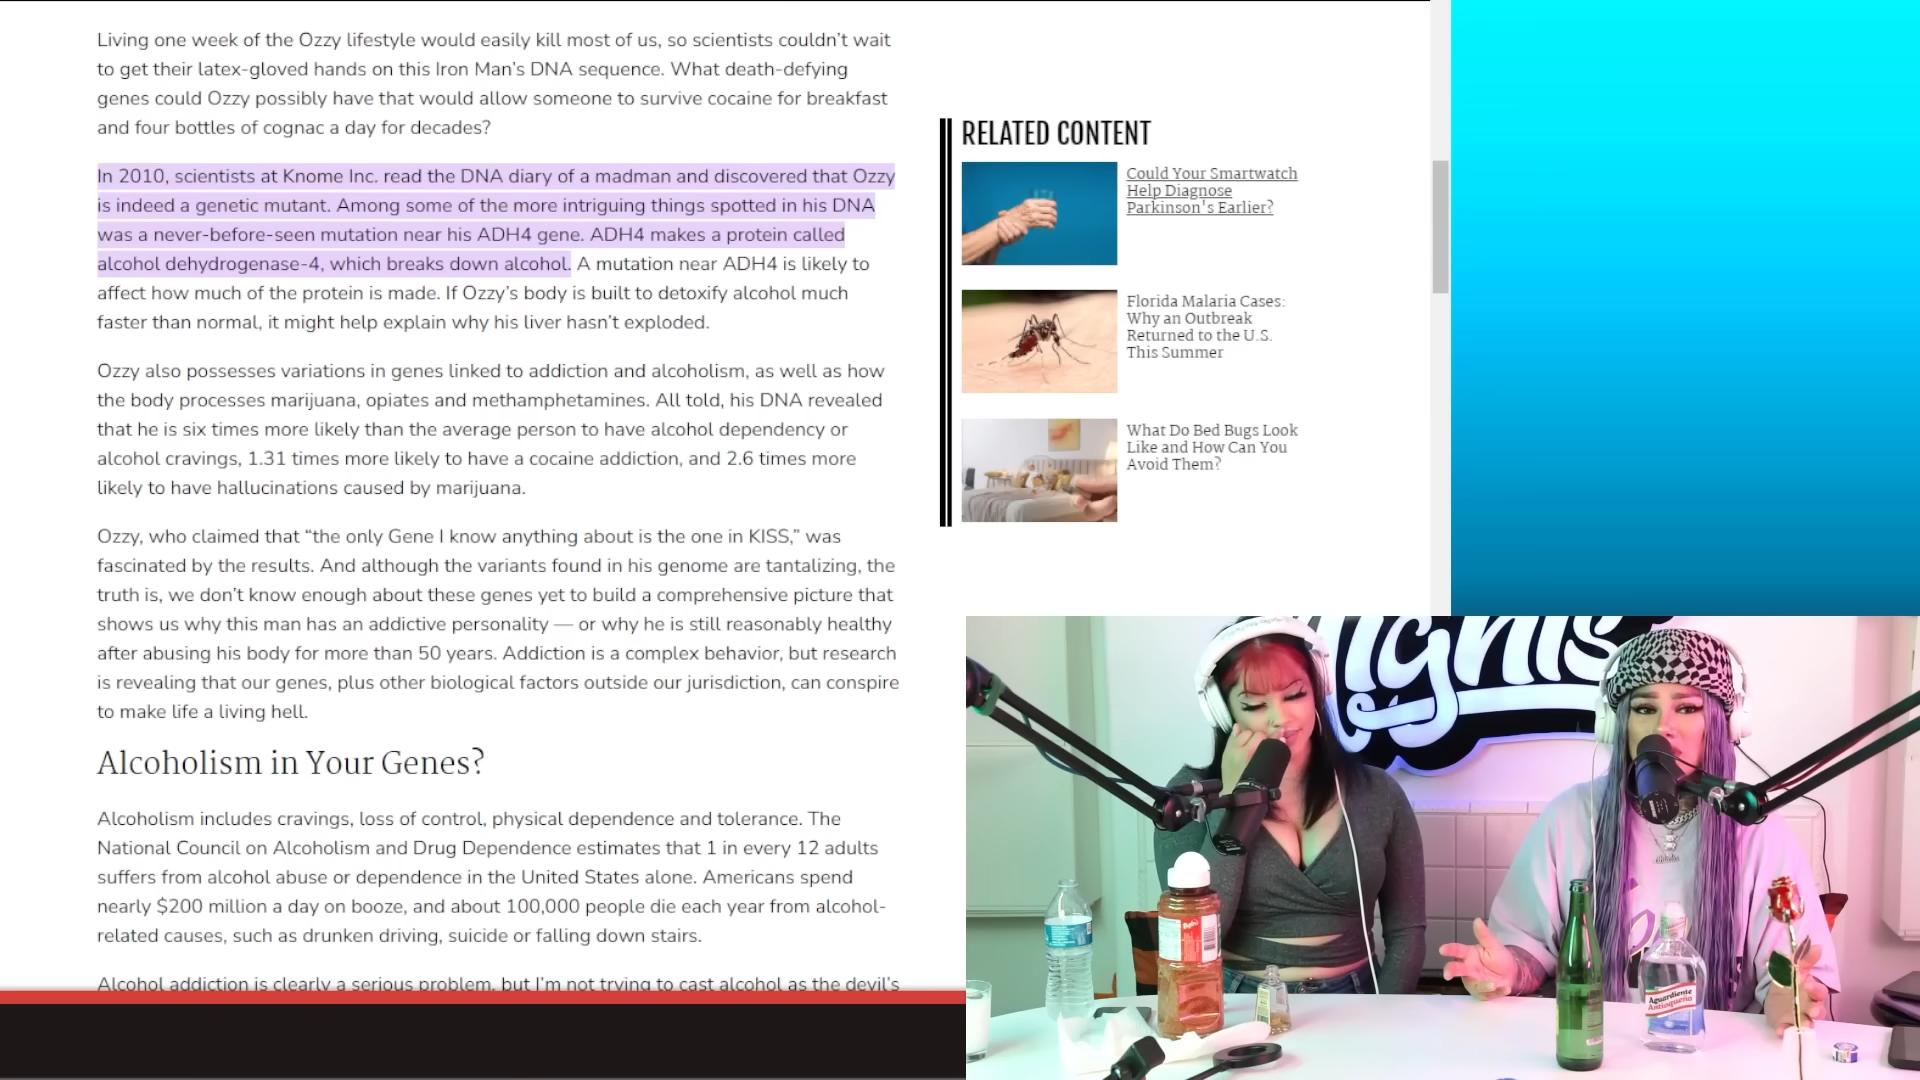 Living one week of the Ozzy lifestyle would easily kill most of us, so scientists couldn’t wait
to get their latex-gloved hands on this Iron Man’s DNA sequence. What death-defying
genes could Ozzy possibly have that would allow someone to survive cocaine for breakfast
and four bottles of cognac a day for decades?
In 2010, scientists at Knome Inc. read the DNA diary of a madman and discovered that Ozzy
is indeed a genetic mutant. Among some of the more intriguing things spotted in his DNA
was a never-before-seen mutation near his ADH4 gene. ADH4 makes a protein called
alcohol dehydrogenase-4, which breaks down alcohol. A mutation near ADH4 is likely to
affect how much of the protein is made. If Ozzy’s body is built to detoxify alcohol much
faster than normal, it might help explain why his liver hasn’t exploded.
Ozzy also possesses variations in genes linked to addiction and alcoholism, as well as how
the body processes marijuana, opiates and methamphetamines. All told, his DNA revealed
that he is six times more likely than the average person to have alcohol dependency or
alcohol cravings, 1.31 times more likely to have a cocaine addiction, and 2.6 times more
likely to have hallucinations caused by marijuana.
Ozzy, who claimed that “the only Gene I know anything about is the one in KISS,” was
fascinated by the results. And although the variants found in his genome are tantalizing, the
truth is, we don’t know enough about these genes yet to build a comprehensive picture that
shows us why this man has an addictive personality — or why he is still reasonably healthy
after abusing his body for more than 50 years. Addiction is a complex behavior, but research
is revealing that our genes, plus other biological factors outside our jurisdiction, can conspire
to make life a living hell.
Alcoholism in Your Genes?
Alcoholism includes cravings, loss of control, physical dependence and tolerance. The
National Council on Alcoholism and Drug Dependence estimates that 1 in every 12 adults
suffers from alcohol abuse or dependence in the United States alone. Americans spend
nearly $200 million a day on booze, and about 100,000 people die each year from alcohol-
related causes, such as drunken driving, suicide or falling down stairs.
Alcohol addiction is clearly a serious problem, but I’m not trying to cast alcohol as the devil’s
RELATED CONTENT
Could Your Smartwatch
Help Diagnose
Parkinson's Earlier?
Florida Malaria Cases:
Why an Outbreak
Returned to the U.S.
This Summer
What Do Bed Bugs Look
Like and How Can You
Avoid Them?
Aguardiente
Antioqueño